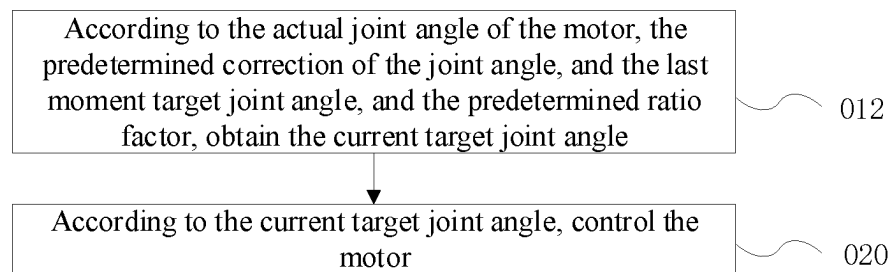 According to the actual joint angle of the motor, the
predetermined correction of the joint angle, and the last
moment target joint angle, and the predetermined ratio
factor, obtain the current target joint angle
012
According to the current target joint angle, control the
motor
020